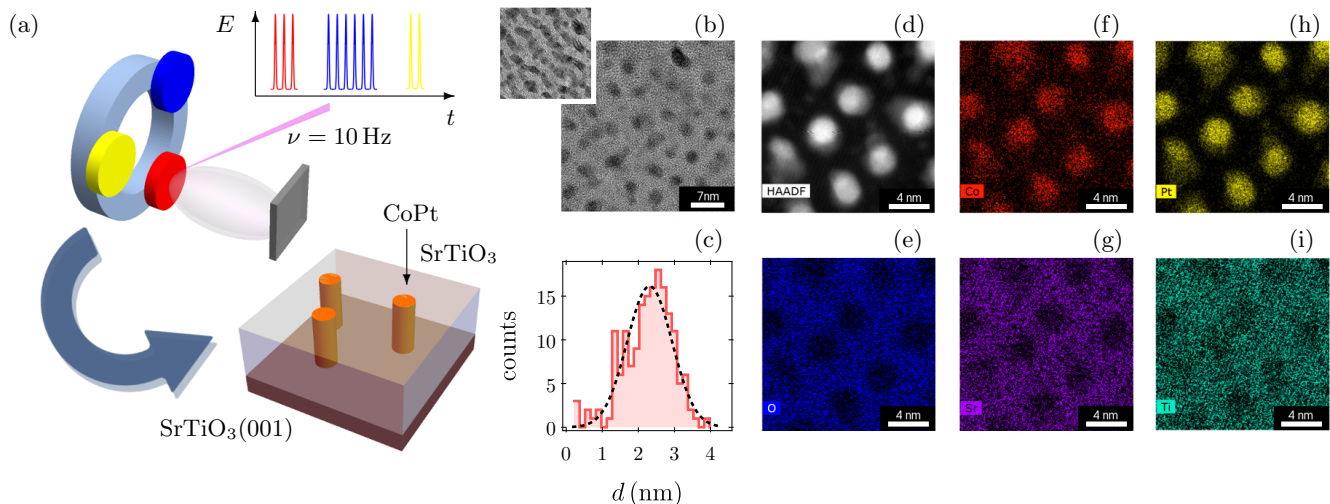 (a)
E
t
ν = 10 Hz
CoPt
SrTiO₃
SrTiO₃(001)
(b)
7nm
(c)
counts
15
10
5
0
0 1 2 3 4
d (nm)
(d)
HAADF
4 nm
(e)
O
4 nm
(f)
Co
4 nm
(g)
Sr
4 nm
(h)
Pt
4 nm
(i)
Ti
4 nm